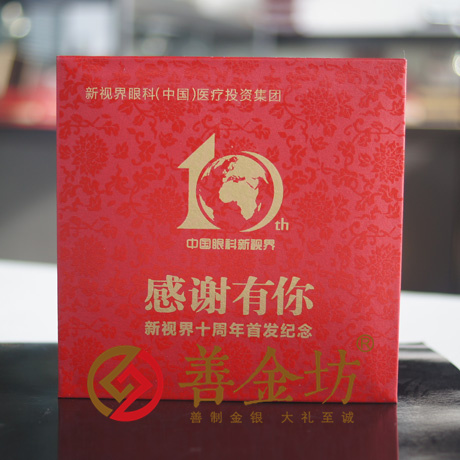 新视界眼科(中国)医疗投资集团
10th
中国眼科新视界
感谢有你
新视界十周年首发纪念
善金坊
善制金银 大礼至诚